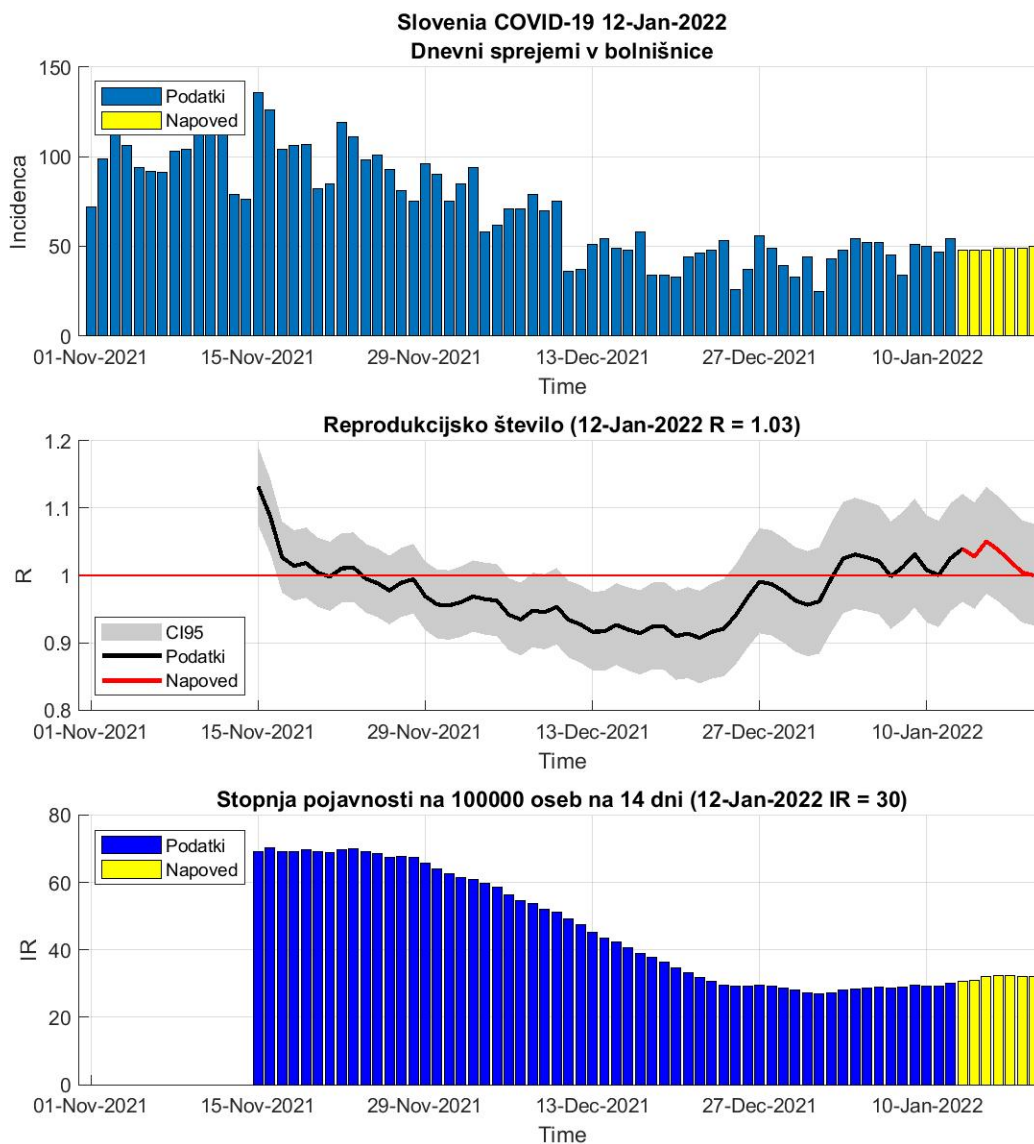 Slovenia COVID-19 12-Jan-2022
Dnevni sprejemi v bolnišnice
150
100
50
0
Incidenca
Podatki
Napoved
01-Nov-2021 15-Nov-2021 29-Nov-2021 13-Dec-2021 27-Dec-2021 10-Jan-2022
Time
Reprodukcijsko število (12-Jan-2022 R = 1.03)
1.2
1.1
1
0.9
0.8
R
CI95
Podatki
Napoved
01-Nov-2021 15-Nov-2021 29-Nov-2021 13-Dec-2021 27-Dec-2021 10-Jan-2022
Time
Stopnja pojavnosti na 100000 oseb na 14 dni (12-Jan-2022 IR = 30)
80
60
40
20
0
IR
Podatki
Napoved
01-Nov-2021 15-Nov-2021 29-Nov-2021 13-Dec-2021 27-Dec-2021 10-Jan-2022
Time